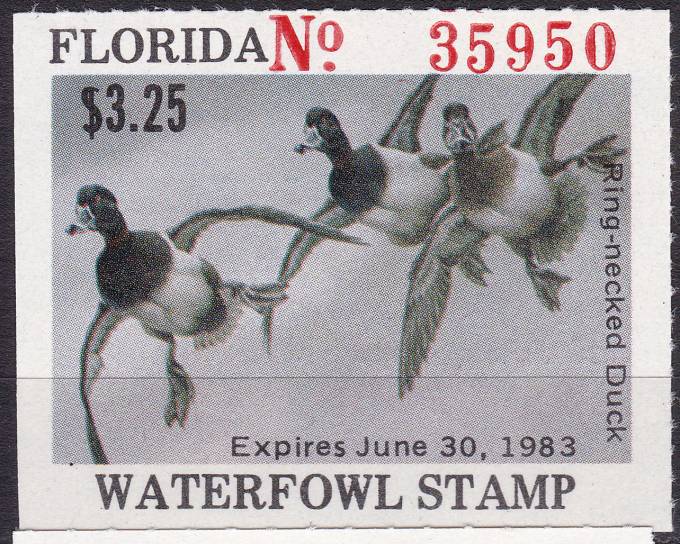 FLORIDA Nº 35950
$3.25
Ring-necked Duck
Expires June 30, 1983
WATERFOWL STAMP